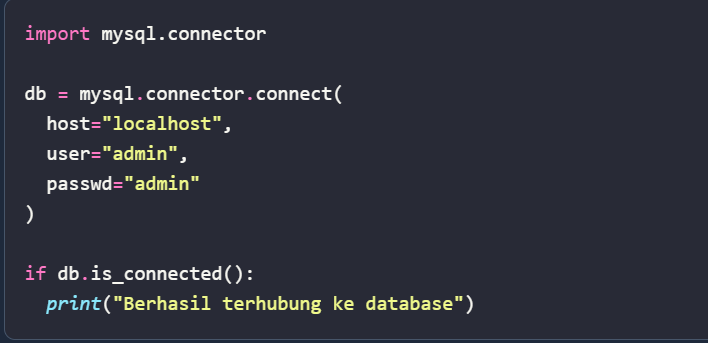 import mysql.connector
db = mysql.connector.connect(
host="localhost",
user="admin",
passwd="admin"
)
if db.is_connected():
print("Berhasil terhubung ke database")